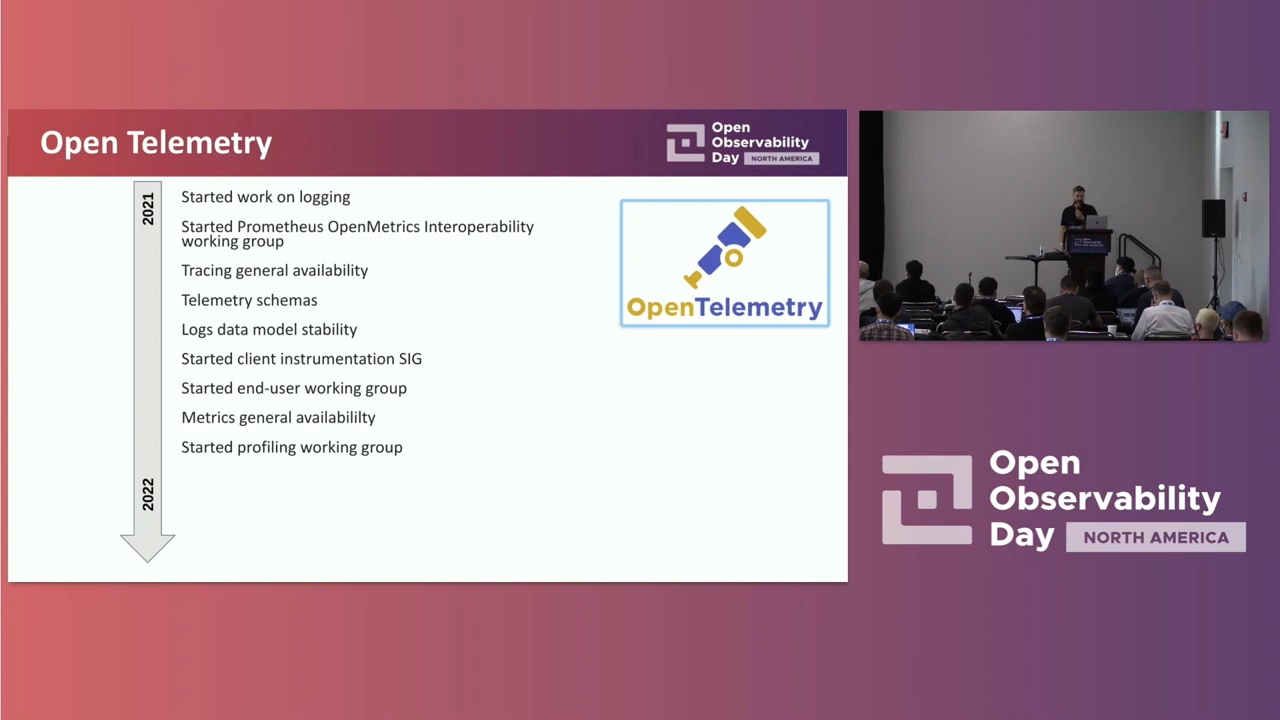 Open Telemetry
Open
Observability
Day NORTH AMERICA
2021
Started work on logging
Started Prometheus OpenMetrics Interoperability
working group
Tracing general availability
Telemetry schemas
Logs data model stability
Started client instrumentation SIG
Started end-user working group
Metrics general availabililty
Started profiling working group
2022
OpenTelemetry
Open
Observability
Day NORTH AMERICA